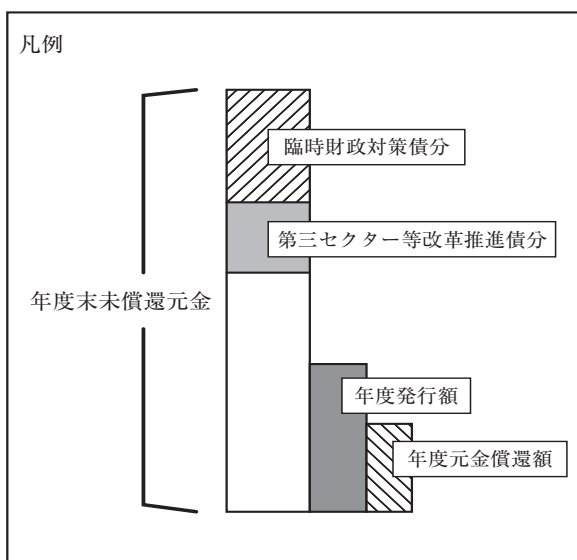 凡例
臨時財政対策債分
第三セクター等改革推進債分
年度末未償還元金
年度発行額
年度元金償還額